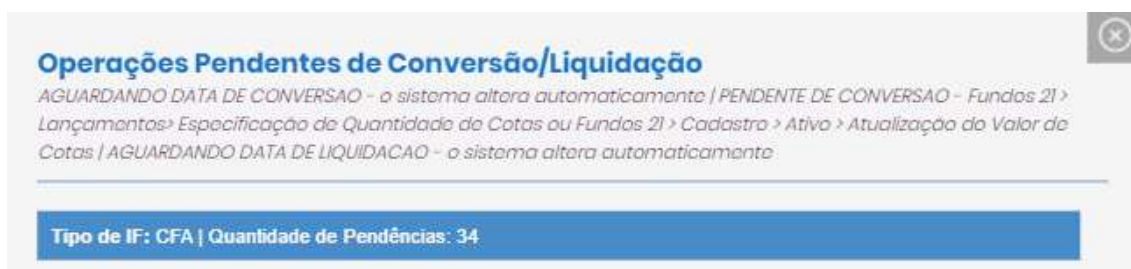 Operações Pendentes de Conversão/Liquidação
AGUARDANDO DATA DE CONVERSAO - o sistema altera automaticamente | PENDENTE DE CONVERSAO - Fundos 21 >
Lançamentos> Especificação de Quantidade de Cotas ou Fundos 21 > Cadastro > Ativo > Atualização do Valor de
Cotas | AGUARDANDO DATA DE LIQUIDACAO - o sistema altera automaticamente
Tipo de IF: CFA | Quantidade de Pendências: 34